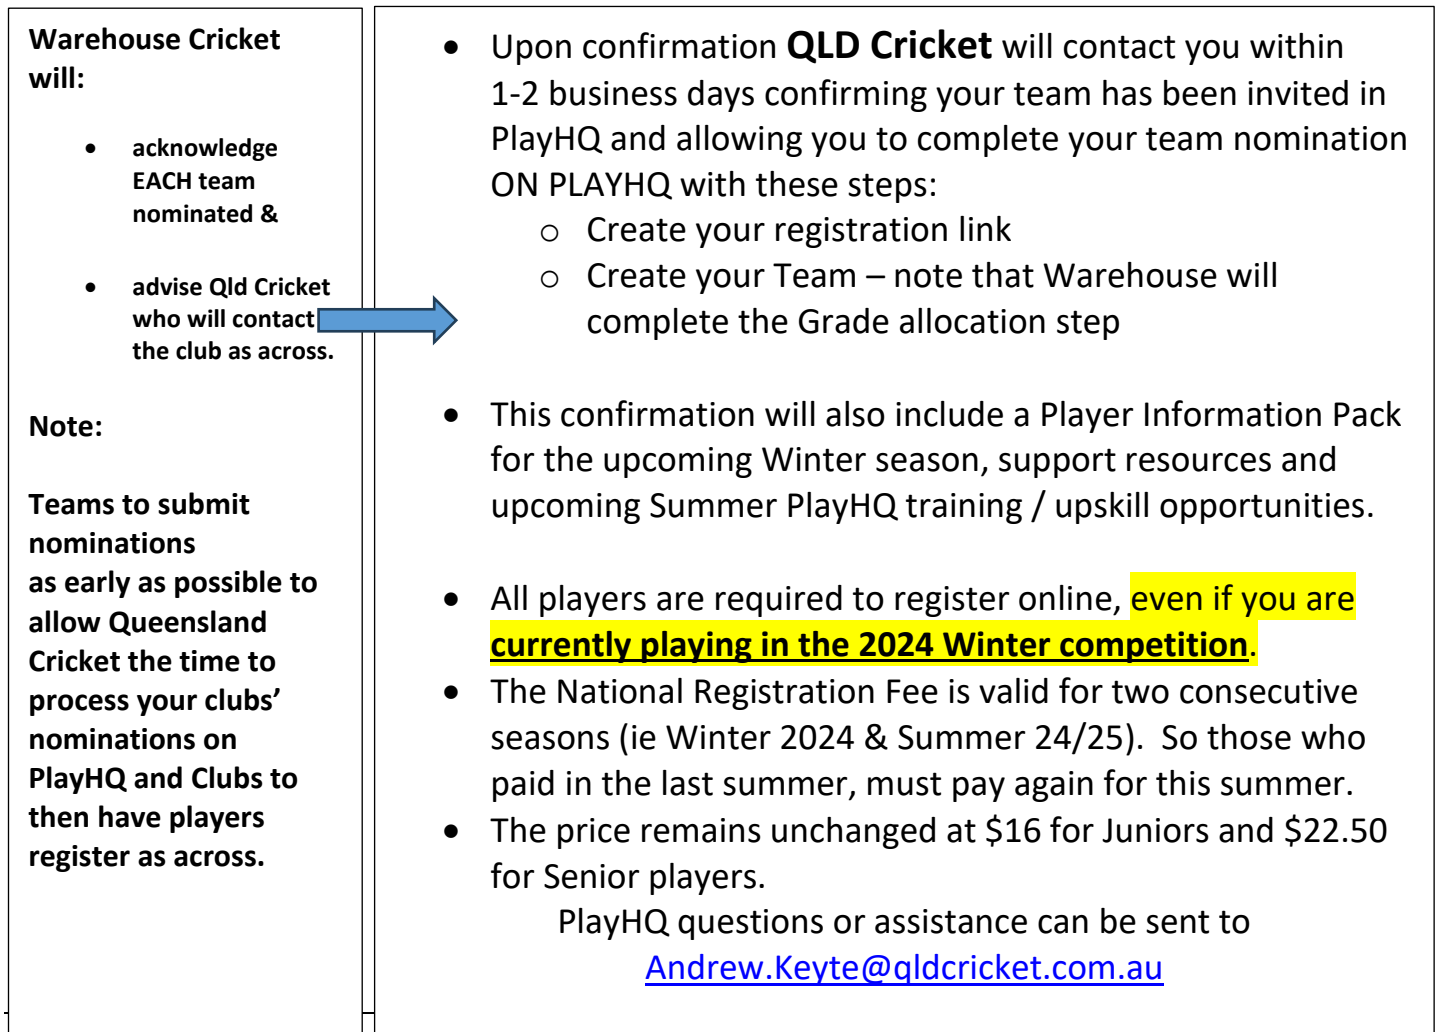 Warehouse Cricket
will:
• acknowledge
EACH team
nominated &
• advise Qld Cricket
who will contact
the club as across.
Note:
Teams to submit
nominations
as early as possible to
allow Queensland
Cricket the time to
process your clubs’
nominations on
PlayHQ and Clubs to
then have players
register as across.
• Upon confirmation QLD Cricket will contact you within
1-2 business days confirming your team has been invited in
PlayHQ and allowing you to complete your team nomination
ON PLAYHQ with these steps:
o Create your registration link
o Create your Team – note that Warehouse will
complete the Grade allocation step
• This confirmation will also include a Player Information Pack
for the upcoming Winter season, support resources and
upcoming Summer PlayHQ training / upskill opportunities.
• All players are required to register online, even if you are
currently playing in the 2024 Winter competition.
• The National Registration Fee is valid for two consecutive
seasons (ie Winter 2024 & Summer 24/25). So those who
paid in the last summer, must pay again for this summer.
• The price remains unchanged at $16 for Juniors and $22.50
for Senior players.
PlayHQ questions or assistance can be sent to
Andrew.Keyte@qldcricket.com.au